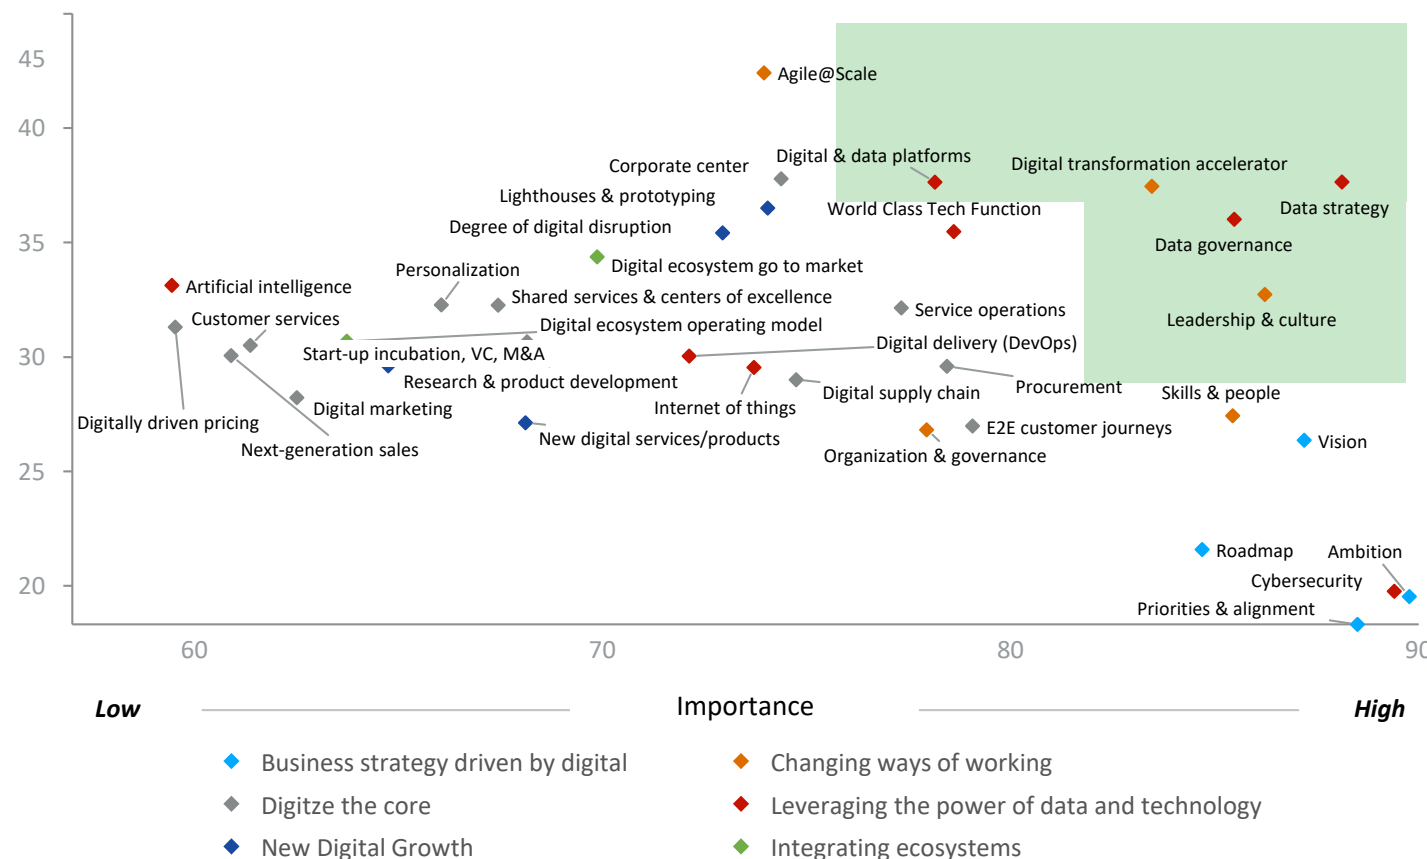 45
Agile@Scale
40
Digital & data platforms
Corporate center
Digital transformation accelerator
Lighthouses & prototyping
World Class Tech Function
Data strategy
Degree of digital disruption
35
Data governance
Personalization
Digital ecosystem go to market
Artificial intelligence
Shared services & centers of excellence
Service operations
Customer services
Digital ecosystem operating model
Leadership & culture
Digital delivery (DevOps)
30
Start-up incubation, VC, M&A
Research & product development
Procurement
Digital supply chain
Skills & people
Digital marketing
Internet of things
Digitally driven pricing
E2E customer journeys
New digital services/products
Vision
Next-generation sales
Organization & governance
25
Roadmap
Ambition
20
Cybersecurity
Priorities & alignment
60 70 80 90
Low Importance High
Business strategy driven by digital
Changing ways of working
Digitze the core
Leveraging the power of data and technology
New Digital Growth
Integrating ecosystems